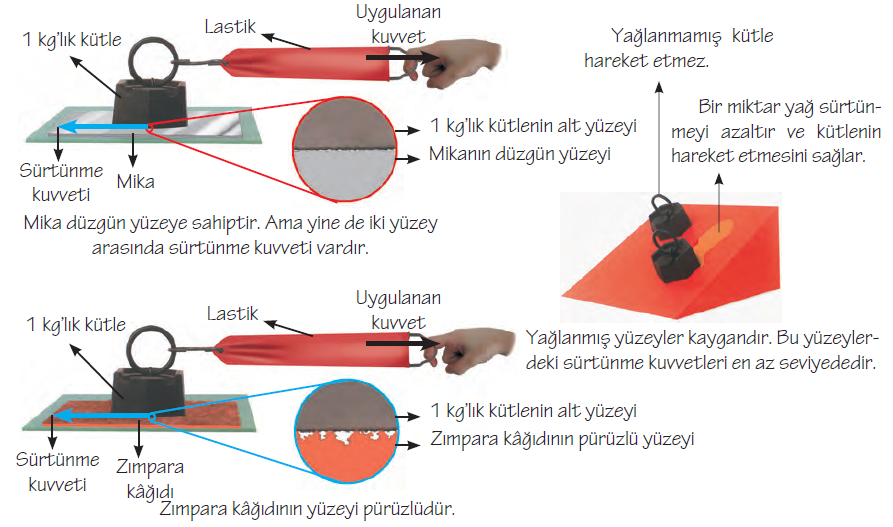 1 kg'lık kütle
Lastik
Uygulanan
kuvvet
1 kg'lık kütlenin alt yüzeyi
Mikanın düzgün yüzeyi
Sürtünme
kuvveti
Mika
Mika düzgün yüzeye sahiptir. Ama yine de iki yüzey
arasında sürtünme kuvveti vardır.
Yağlanmamış kütle
hareket etmez.
Bir miktar yağ sürtün-
meyi azaltır ve kütlenin
hareket etmesini sağlar.
Yağlanmış yüzeyler kaygandır. Bu yüzeyler-
deki sürtünme kuvvetleri en az seviyededir.
1 kg'lık kütle
Lastik
Uygulanan
kuvvet
1 kg'lık kütlenin alt yüzeyi
Zımpara kâğıdının pürüzlü yüzeyi
Sürtünme
kuvveti
Zımpara
kâğıdı
Zımpara kâğıdının yüzeyi pürüzlüdür.